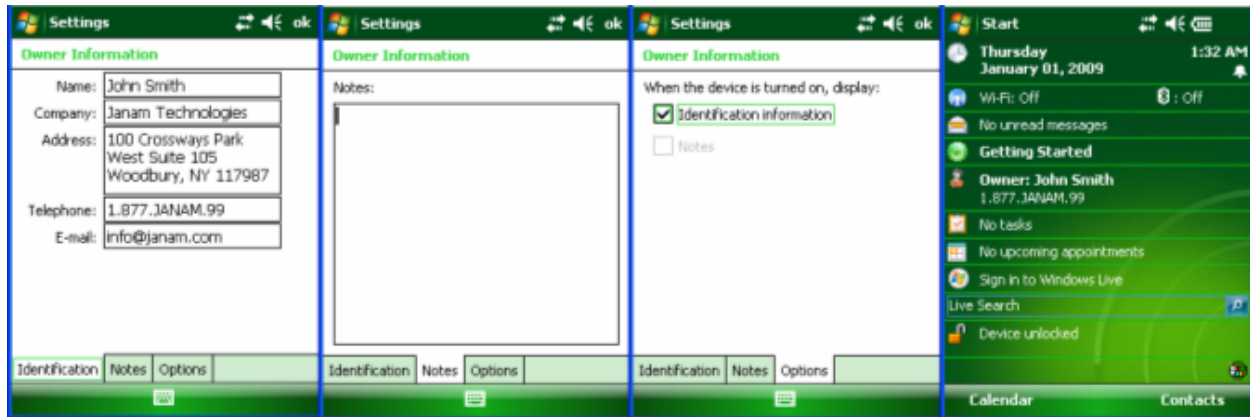 Settings ok
Owner Information
Name: John Smith
Company: Janam Technologies
Address: 100 Crossways Park
West Suite 105
Woodbury, NY 117987
Telephone: 1.877.JANAM.99
E-mail: info@janam.com
Identification Notes Options
Settings ok
Owner Information
Notes:
Identification Notes Options
Settings ok
Owner Information
When the device is turned on, display:
Identification information
Notes
Identification Notes Options
Start
Thursday 1:32 AM
January 01, 2009
Wi-Fi: Off : Off
No unread messages
Getting Started
Owner: John Smith
1.877.JANAM.99
No tasks
No upcoming appointments
Sign in to Windows Live
Live Search
Device unlocked
Calendar Contacts